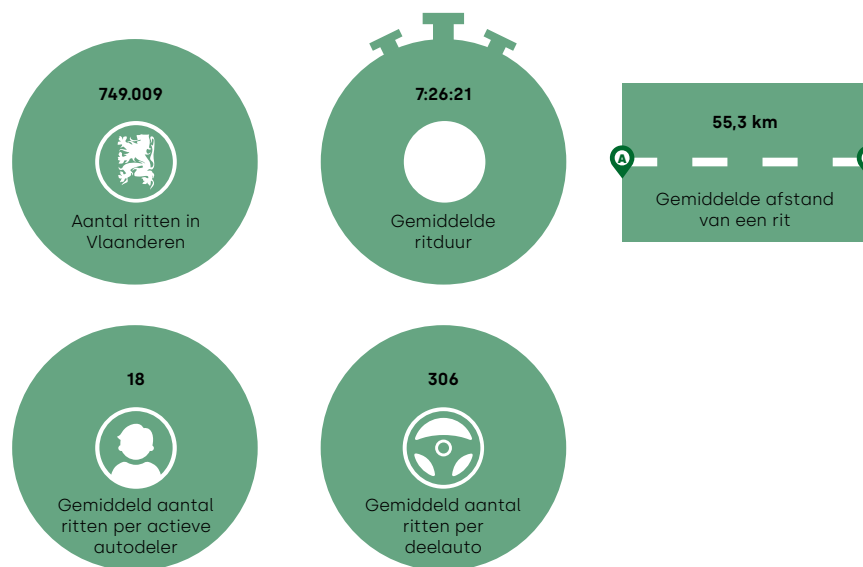 749.009
Aantal ritten in
Vlaanderen
7:26:21
Gemiddelde
ritduur
55,3 km
A
Gemiddelde afstand
van een rit
18
Gemiddeld aantal
ritten per actieve
autodeler
306
Gemiddeld aantal
ritten per
deelauto